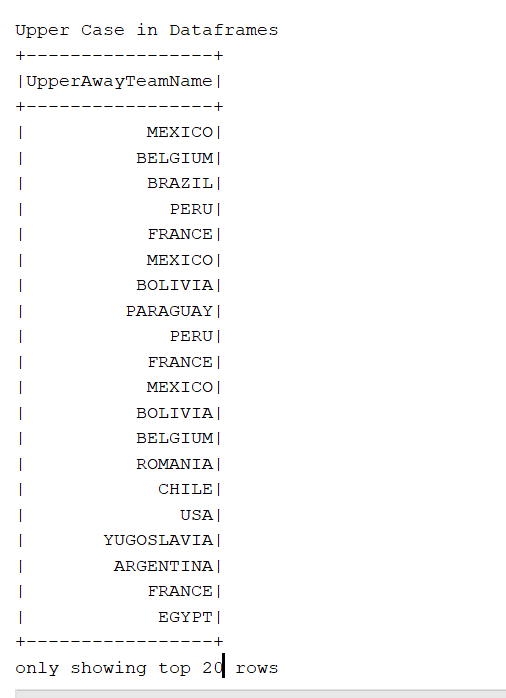 Upper Case in Dataframes
+-----------------+
|UpperAwayTeamName|
+-----------------+
|           MEXICO|
|          BELGIUM|
|           BRAZIL|
|             PERU|
|           FRANCE|
|           MEXICO|
|          BOLIVIA|
|         PARAGUAY|
|             PERU|
|           FRANCE|
|           MEXICO|
|          BOLIVIA|
|          BELGIUM|
|          ROMANIA|
|            CHILE|
|              USA|
|       YUGOSLAVIA|
|        ARGENTINA|
|           FRANCE|
|            EGYPT|
+-----------------+
only showing top 20 rows